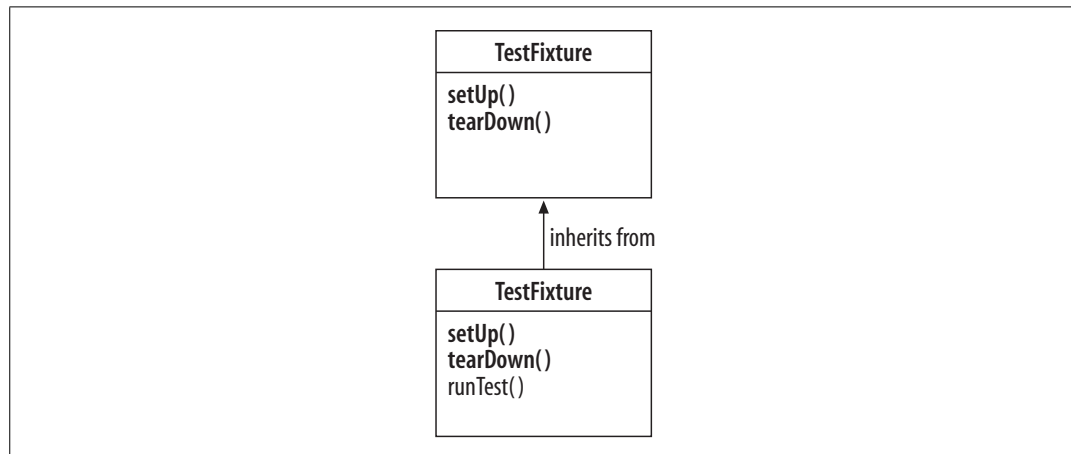 TestFixture
setUp( )
tearDown( )
inherits from
TestFixture
setUp( )
tearDown( )
runTest( )